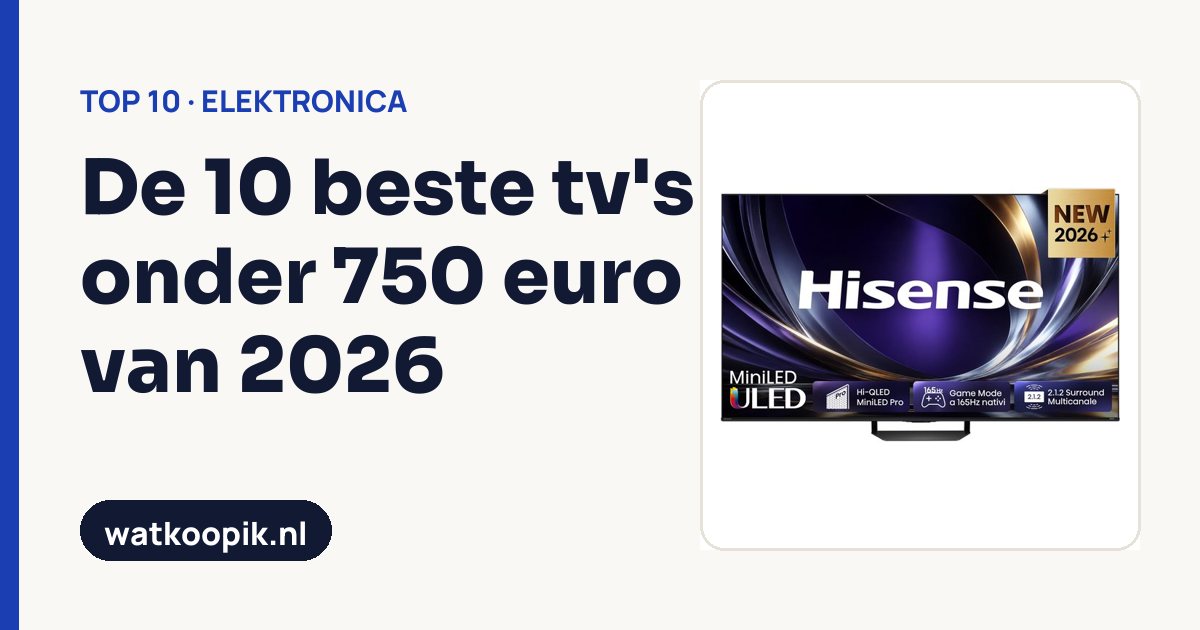 TOP 10 · ELEKTRONICA
De 10 beste tv's
onder 750 euro
van 2026
watkoopik.nl
NEW
2026
Hisense
MiniLED
ULED
Pro
Hi-QLED
MiniLED Pro
165Hz
Game Mode
a 165Hz nativi
2.1.2
2.1.2 Surround
Multicanale